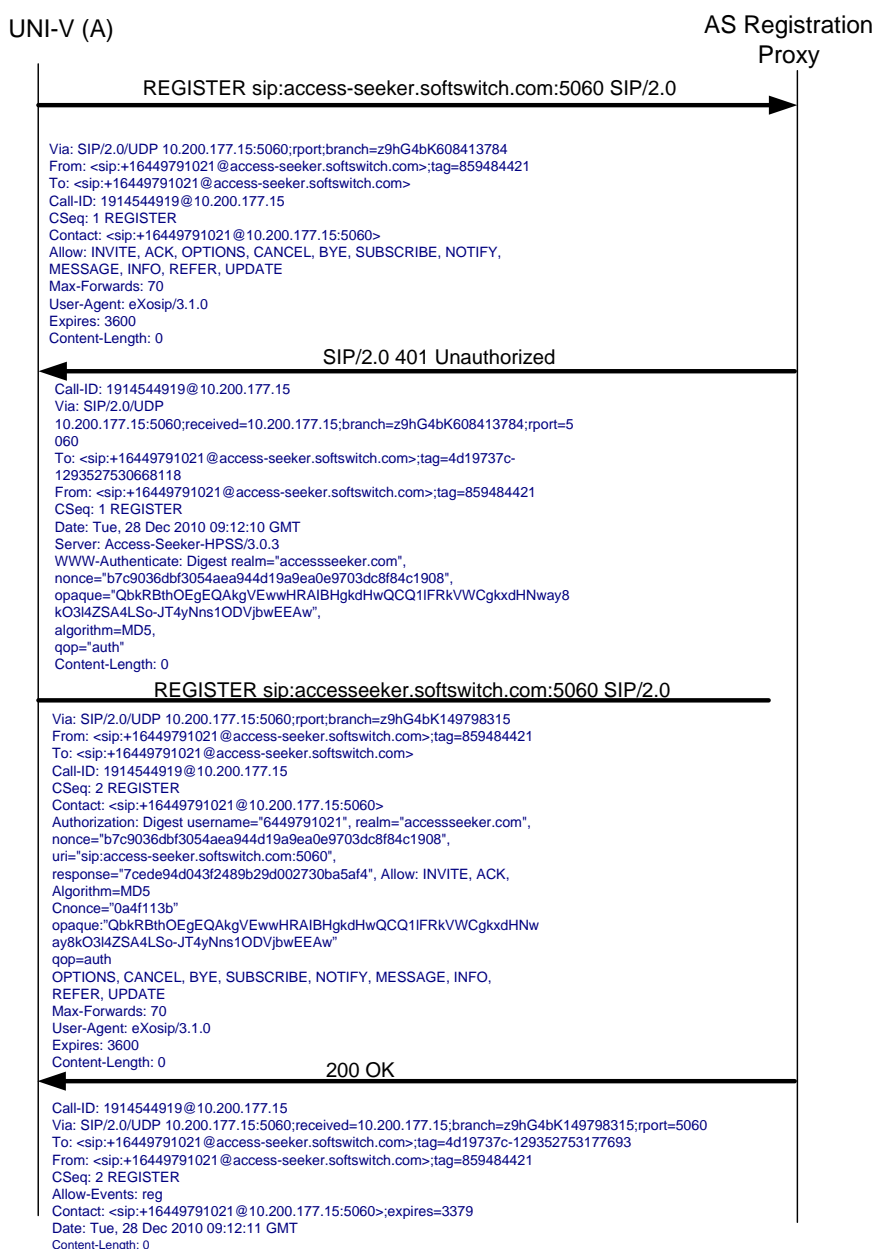 UNI-V (A)
AS Registration
Proxy
REGISTER sip:access-seeker.softswitch.com:5060 SIP/2.0
Via: SIP/2.0/UDP 10.200.177.15:5060;rport;branch=z9hG4bK608413784
From: <sip:+16449791021@access-seeker.softswitch.com>;tag=859484421
To: <sip:+16449791021@access-seeker.softswitch.com>
Call-ID: 1914544919@10.200.177.15
CSeq: 1 REGISTER
Contact: <sip:+16449791021@10.200.177.15:5060>
Allow: INVITE, ACK, OPTIONS, CANCEL, BYE, SUBSCRIBE, NOTIFY,
MESSAGE, INFO, REFER, UPDATE
Max-Forwards: 70
User-Agent: eXosip/3.1.0
Expires: 3600
Content-Length: 0
SIP/2.0 401 Unauthorized
Call-ID: 1914544919@10.200.177.15
Via: SIP/2.0/UDP
10.200.177.15:5060;received=10.200.177.15;branch=z9hG4bK608413784;rport=5
060
To: <sip:+16449791021@access-seeker.softswitch.com>;tag=4d19737c-
1293527530668118
From: <sip:+16449791021@access-seeker.softswitch.com>;tag=859484421
CSeq: 1 REGISTER
Date: Tue, 28 Dec 2010 09:12:10 GMT
Server: Access-Seeker-HPSS/3.0.3
WWW-Authenticate: Digest realm="accessseeker.com",
nonce="b7c9036dbf3054aea944d19a9ea0e9703dc8f84c1908",
opaque="QbkRBthOEgEQAkgVEwwHRAIBHgkdHwQCQ1lFRkVWCgkxdHNway8
kO3l4ZSA4LSo-JT4yNns1ODVjbwEEAw”,
algorithm=MD5,
qop="auth"
Content-Length: 0
REGISTER sip:accesseeker.softswitch.com:5060 SIP/2.0
Via: SIP/2.0/UDP 10.200.177.15:5060;rport;branch=z9hG4bK149798315
From: <sip:+16449791021@access-seeker.softswitch.com>;tag=859484421
To: <sip:+16449791021@access-seeker.softswitch.com>
Call-ID: 1914544919@10.200.177.15
CSeq: 2 REGISTER
Contact: <sip:+16449791021@10.200.177.15:5060>
Authorization: Digest username="6449791021", realm="accessseeker.com",
nonce="b7c9036dbf3054aea944d19a9ea0e9703dc8f84c1908",
uri="sip:access-seeker.softswitch.com:5060",
response="7cede94d043f2489b29d002730ba5af4", Allow: INVITE, ACK,
Algorithm=MD5
Cnonce=”0a4f113b”
opaque:”QbkRBthOEgEQAkgVEwwHRAIBHgkdHwQCQ1lFRkVWCgkxdHNw
ay8kO3l4ZSA4LSo-JT4yNns1ODVjbwEEAw”
qop=auth
OPTIONS, CANCEL, BYE, SUBSCRIBE, NOTIFY, MESSAGE, INFO,
REFER, UPDATE
Max-Forwards: 70
User-Agent: eXosip/3.1.0
Expires: 3600
Content-Length: 0
200 OK
Call-ID: 1914544919@10.200.177.15
Via: SIP/2.0/UDP 10.200.177.15:5060;received=10.200.177.15;branch=z9hG4bK149798315;rport=5060
To: <sip:+16449791021@access-seeker.softswitch.com>;tag=4d19737c-129352753177693
From: <sip:+16449791021@access-seeker.softswitch.com>;tag=859484421
CSeq: 2 REGISTER
Allow-Events: reg
Contact: <sip:+16449791021@10.200.177.15:5060>;expires=3379
Date: Tue, 28 Dec 2010 09:12:11 GMT
Content-Length: 0